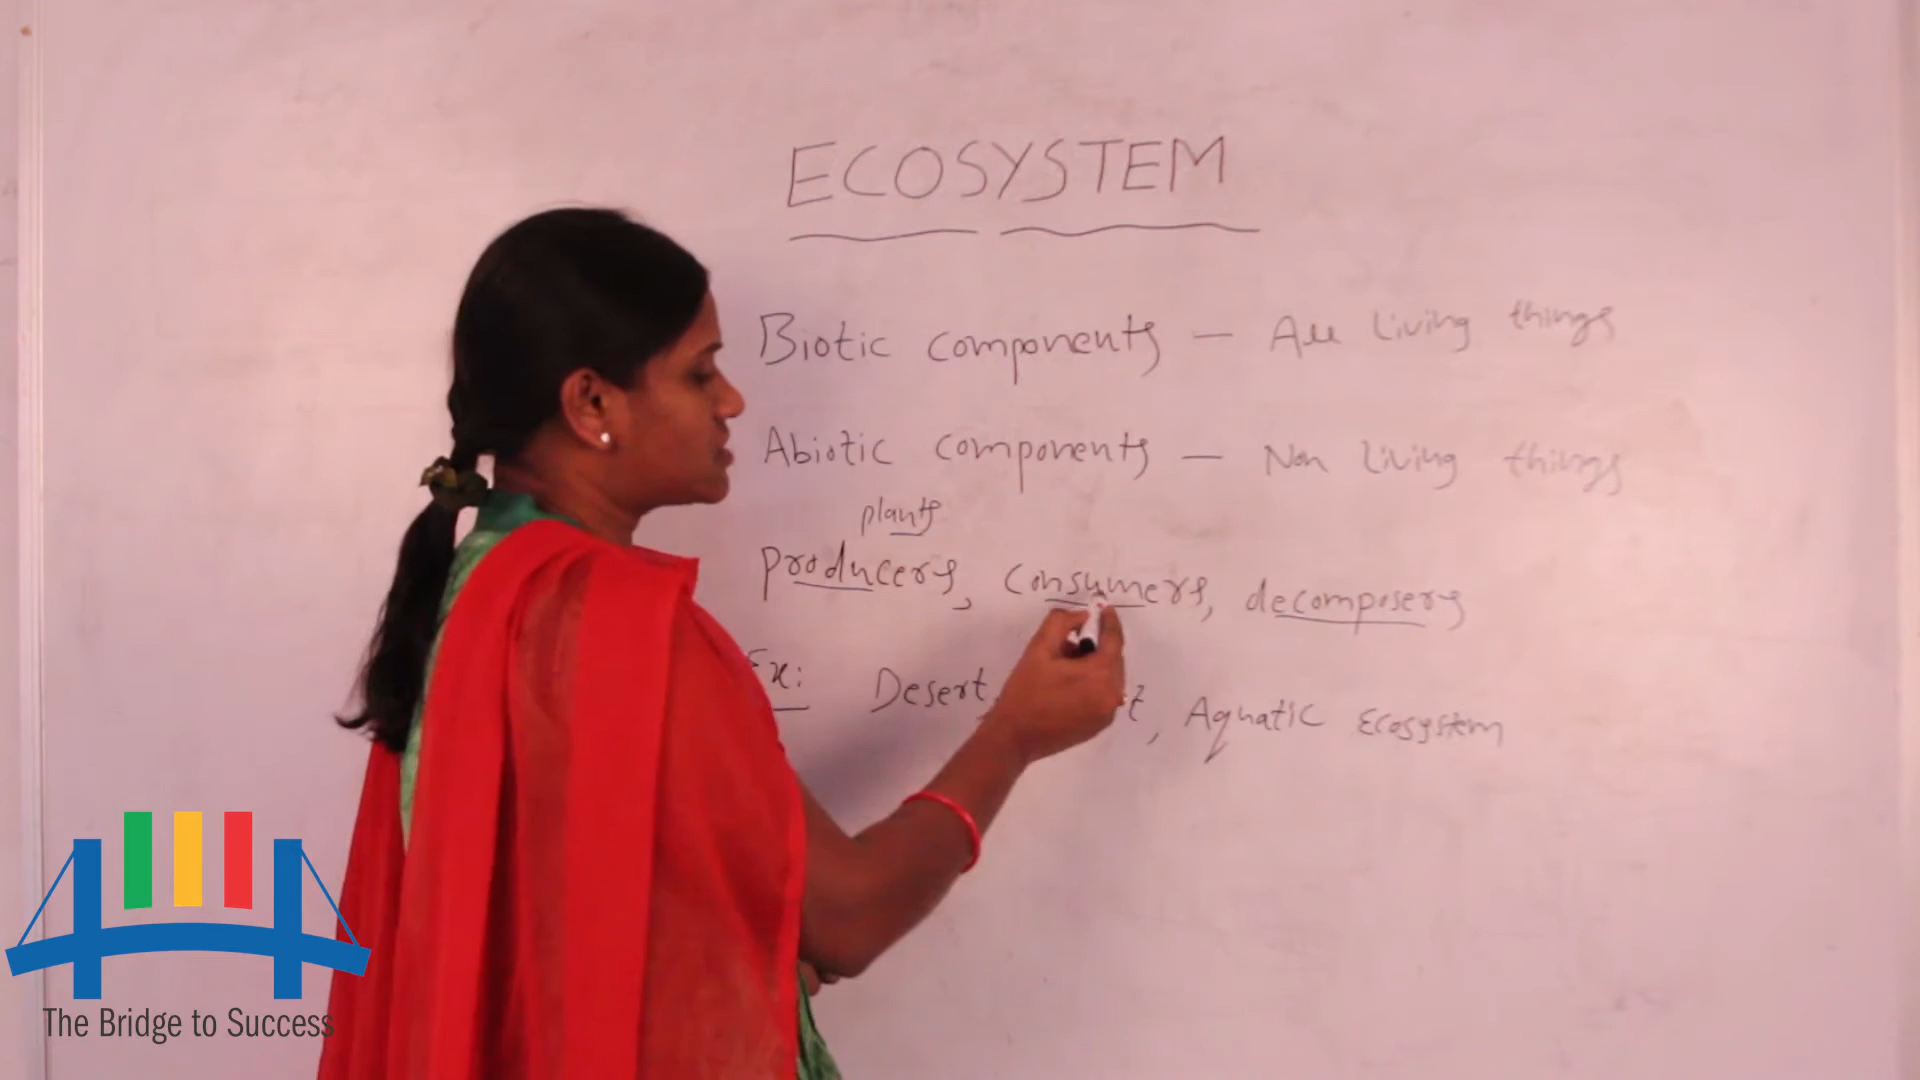 ECOSYSTEM
Biotic components — All living things
Abiotic components — Non living things
plants
producers, consumers, decomposers
Ex: Desert, , Aquatic Ecosystem
The Bridge to Success